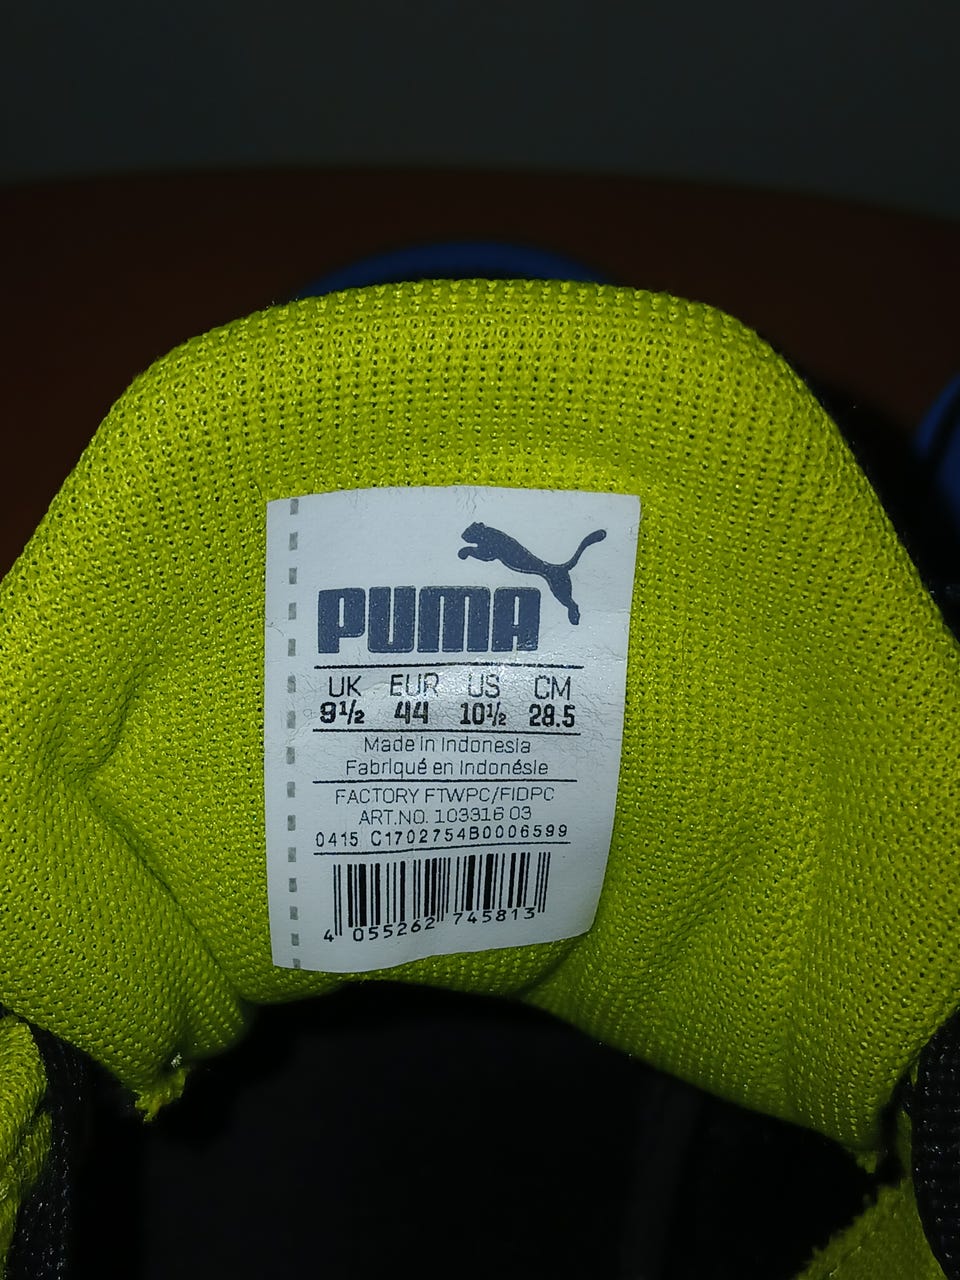 PUMA
UK EUR US CM
9½ 44 10½ 28.5
Made in Indonesia
Fabriqué en Indonésie
FACTORY FTWPC/FIDPC
ART.NO. 103316 03
0415 C1702754B0006599
4 055262 745813